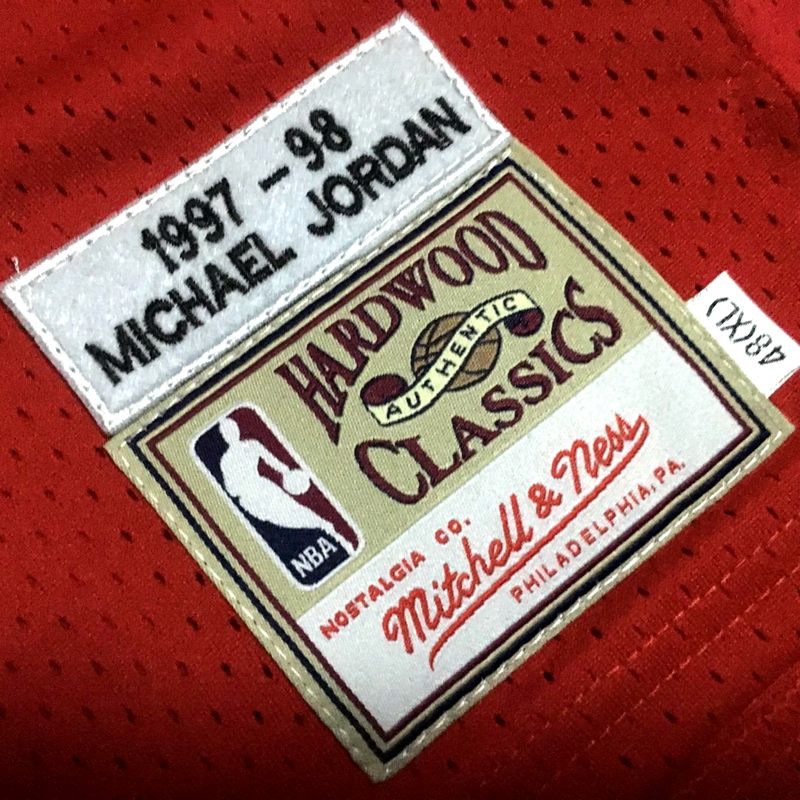 1997 - 98
MICHAEL JORDAN
HARDWOOD
AUTHENTIC
CLASSICS
NBA
NOSTALGIA CO.
Mitchell & Ness
PHILADELPHIA, PA.
48(XL)